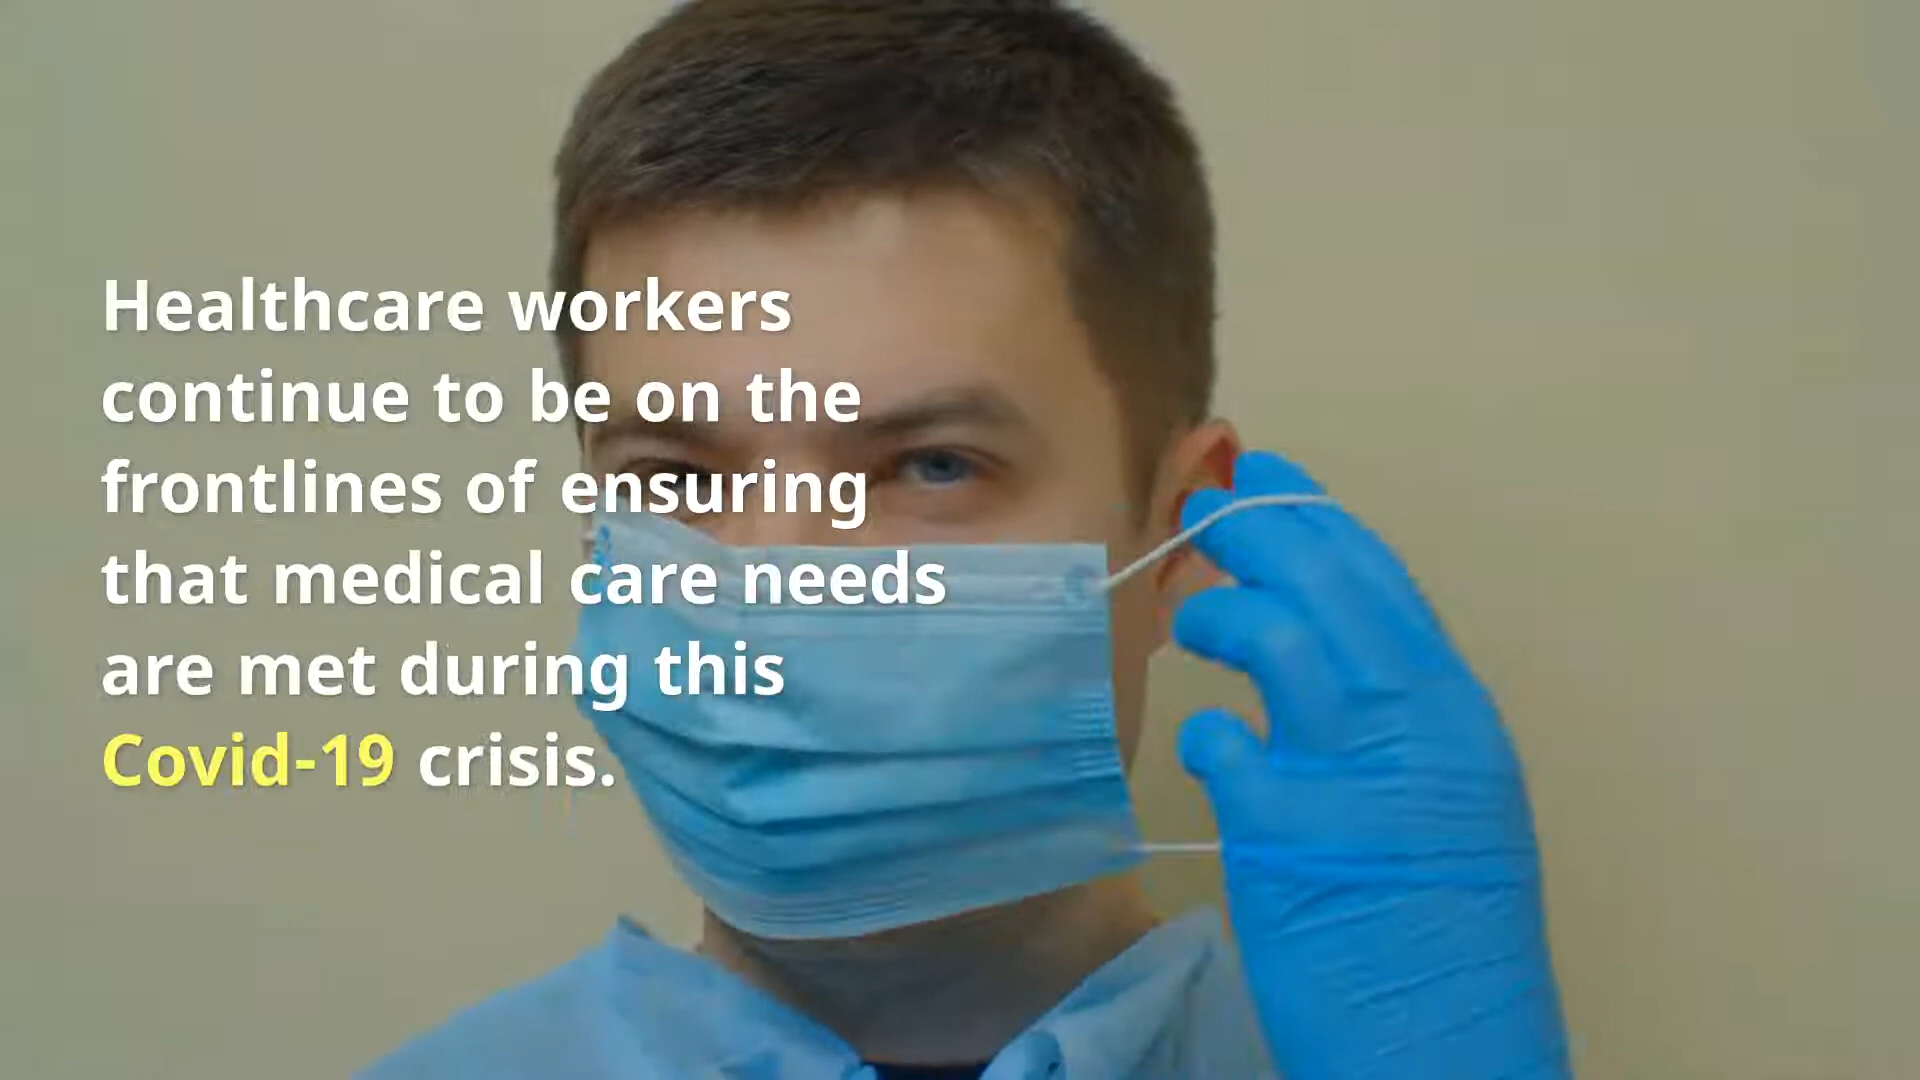 Healthcare workers
continue to be on the
frontlines of ensuring
that medical care needs
are met during this
Covid-19 crisis.